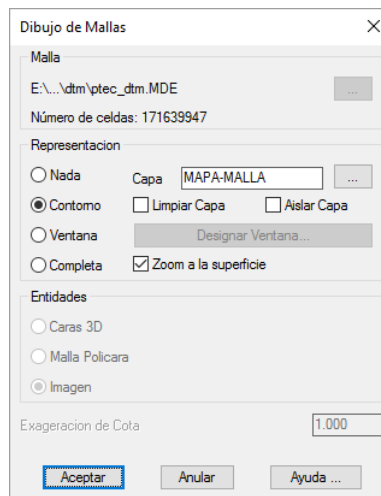 Dibujo de Mallas
Malla
E:\...\dtm\ptec_dtm.MDE
...
Número de celdas: 171639947
Representacion
Nada
Capa
MAPA-MALLA
...
Contorno
Limpiar Capa
Aislar Capa
Ventana
Designar Ventana...
Completa
Zoom a la superficie
Entidades
Caras 3D
Malla Policara
Imagen
Exageracion de Cota
1.000
Aceptar
Anular
Ayuda ...